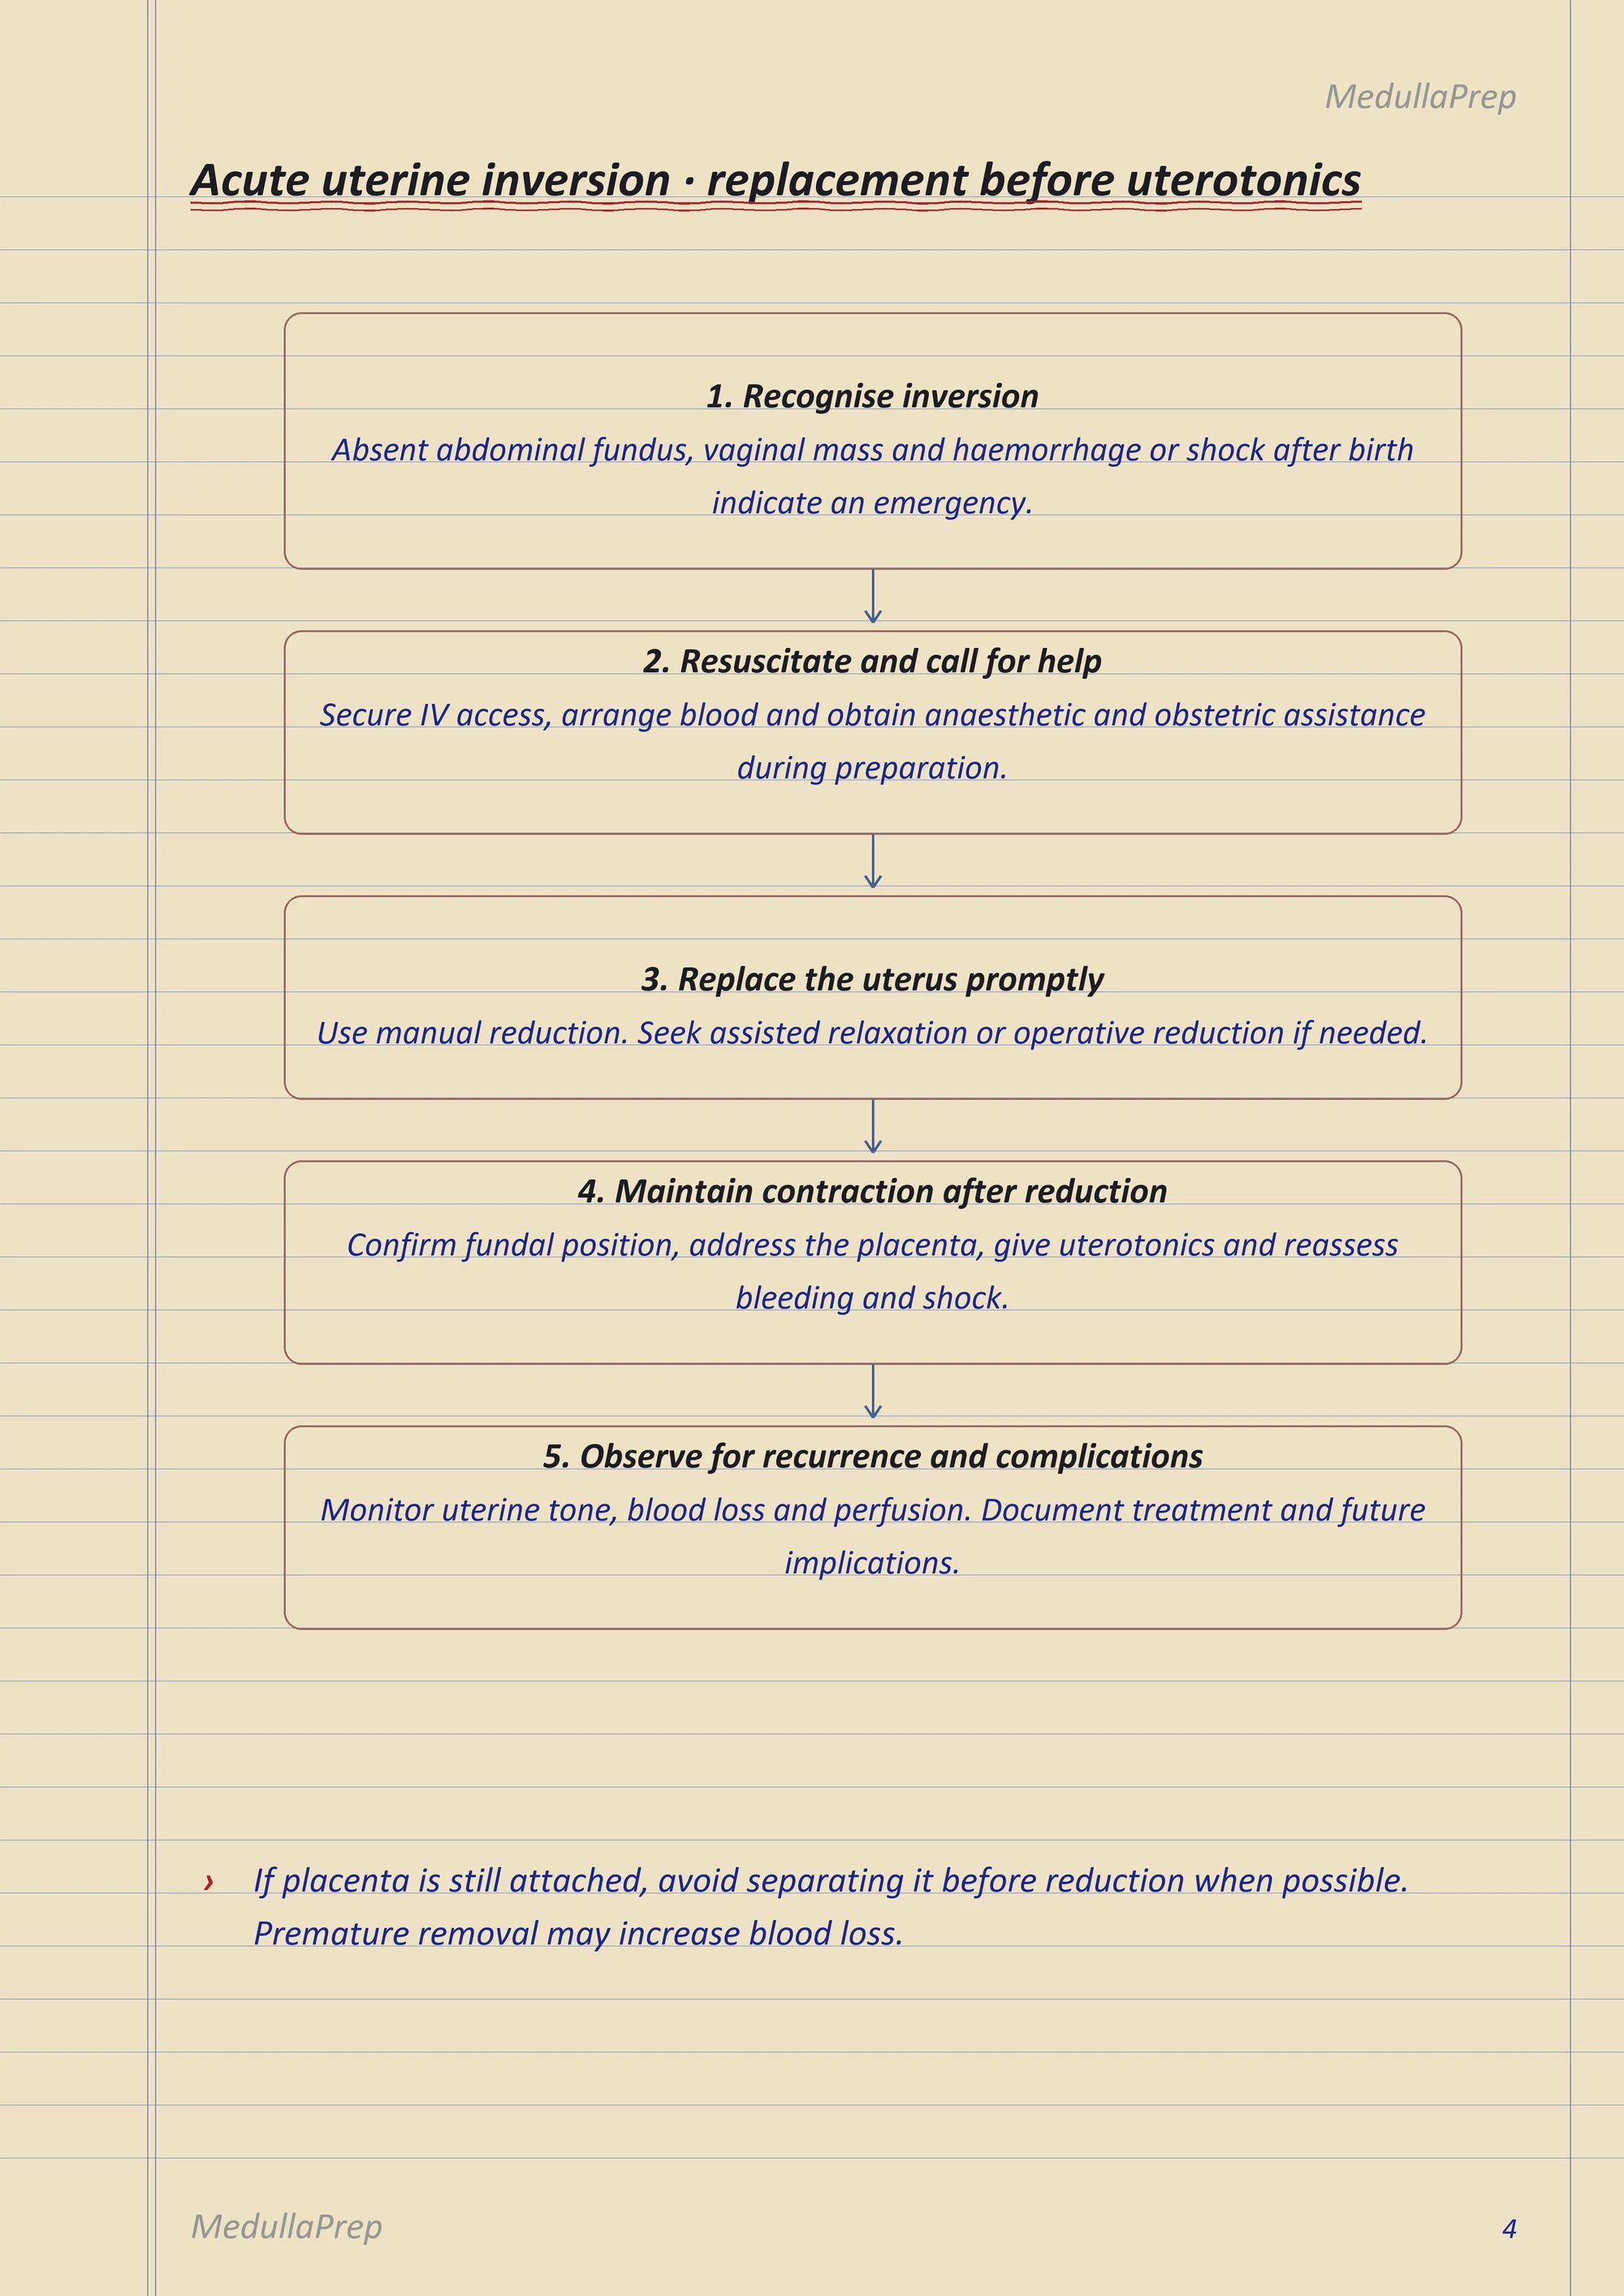 MedullaPrep
Acute uterine inversion · replacement before uterotonics
1. Recognise inversion
Absent abdominal fundus, vaginal mass and haemorrhage or shock after birth
indicate an emergency.
2. Resuscitate and call for help
Secure IV access, arrange blood and obtain anaesthetic and obstetric assistance
during preparation.
3. Replace the uterus promptly
Use manual reduction. Seek assisted relaxation or operative reduction if needed.
4. Maintain contraction after reduction
Confirm fundal position, address the placenta, give uterotonics and reassess
bleeding and shock.
5. Observe for recurrence and complications
Monitor uterine tone, blood loss and perfusion. Document treatment and future
implications.
› If placenta is still attached, avoid separating it before reduction when possible.
Premature removal may increase blood loss.
MedullaPrep
4